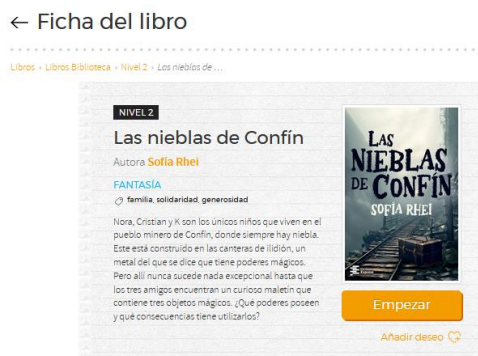 ← Ficha del libro
Libros › Libros Biblioteca › Nivel 2 › Las nieblas de ...
NIVEL 2
Las nieblas de Confín
Autora Sofía Rhei
FANTASÍA
familia, solidaridad, generosidad
Nora, Cristian y K son los únicos niños que viven en el
pueblo minero de Confín, donde siempre hay niebla.
Este está construido en las canteras de ilidión, un
metal del que se dice que tiene poderes mágicos.
Pero allí nunca sucede nada excepcional hasta que
los tres amigos encuentran un curioso maletín que
contiene tres objetos mágicos. ¿Qué poderes poseen
y qué consecuencias tiene utilizarlos?
LAS
NIEBLAS
DE CONFÍN
SOFÍA RHEI
Empezar
Añadir deseo